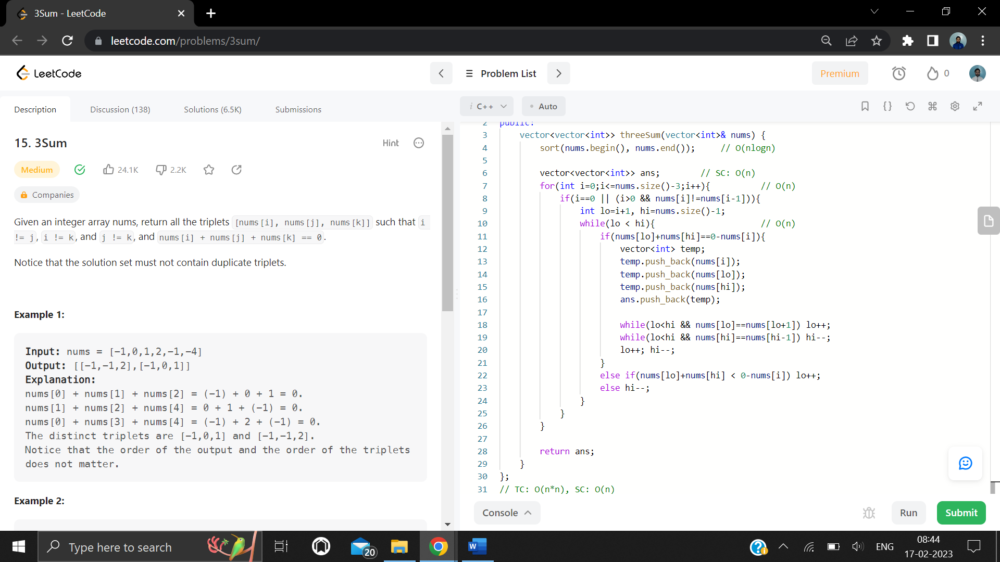 3Sum - LeetCode
leetcode.com/problems/3sum/
LeetCode
Problem List
Premium
0
Description
Discussion (138)
Solutions (6.5K)
Submissions
i C++
Auto
15. 3Sum
Hint
Medium
24.1K
2.2K
Companies
Given an integer array nums, return all the triplets [nums[i], nums[j], nums[k]] such that i
!= j, i != k, and j != k, and nums[i] + nums[j] + nums[k] == 0.
Notice that the solution set must not contain duplicate triplets.
Example 1:
Input: nums = [-1,0,1,2,-1,-4]
Output: [[-1,-1,2],[-1,0,1]]
Explanation:
nums[0] + nums[1] + nums[2] = (-1) + 0 + 1 = 0.
nums[1] + nums[2] + nums[4] = 0 + 1 + (-1) = 0.
nums[0] + nums[3] + nums[4] = (-1) + 2 + (-1) = 0.
The distinct triplets are [-1,0,1] and [-1,-1,2].
Notice that the order of the output and the order of the triplets
does not matter.
Example 2:
2 public:
3 vector<vector<int>> threeSum(vector<int>& nums) {
4 sort(nums.begin(), nums.end()); // O(nlogn)
5
6 vector<vector<int>> ans; // SC: O(n)
7 for(int i=0;i<=nums.size()-3;i++){ // O(n)
8 if(i==0 || (i>0 && nums[i]!=nums[i-1])){
9 int lo=i+1, hi=nums.size()-1;
10 while(lo < hi){ // O(n)
11 if(nums[lo]+nums[hi]==0-nums[i]){
12 vector<int> temp;
13 temp.push_back(nums[i]);
14 temp.push_back(nums[lo]);
15 temp.push_back(nums[hi]);
16 ans.push_back(temp);
17
18 while(lo<hi && nums[lo]==nums[lo+1]) lo++;
19 while(lo<hi && nums[hi]==nums[hi-1]) hi--;
20 lo++; hi--;
21 }
22 else if(nums[lo]+nums[hi] < 0-nums[i]) lo++;
23 else hi--;
24 }
25 }
26 }
27
28 return ans;
29 }
30 };
31 // TC: O(n*n), SC: O(n)
Console
Run
Submit
Type here to search
20
W
ENG
08:44
17-02-2023